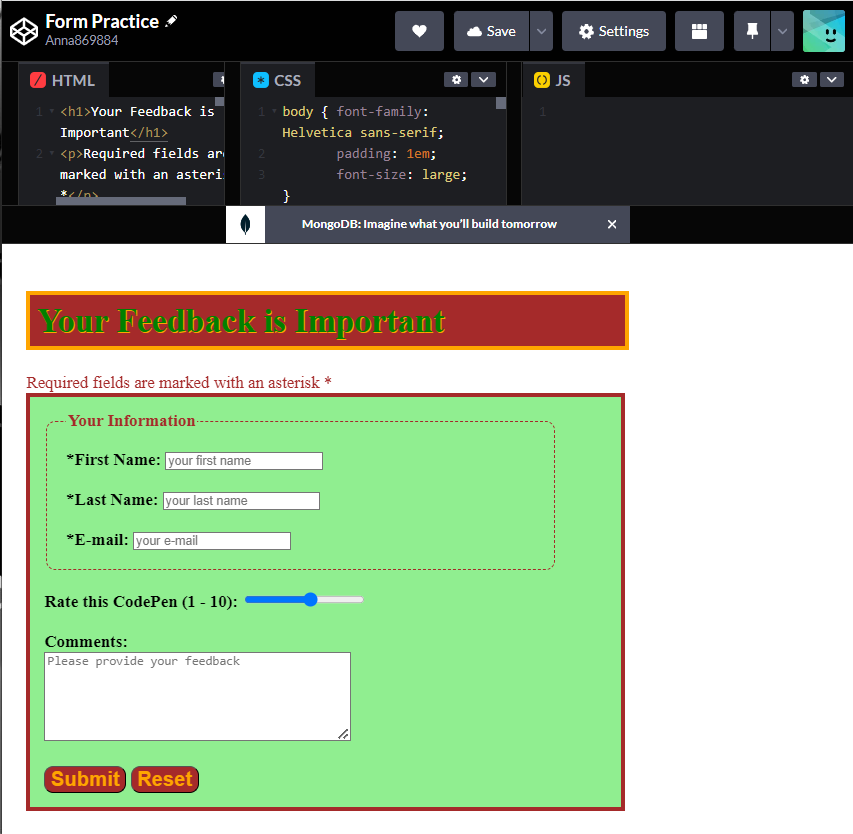 Form Practice
Anna869884
Save
Settings
HTML
CSS
JS
1 <h1>Your Feedback is
Important</h1>
2 <p>Required fields are
marked with an asteri
*</p>
1 body { font-family:
Helvetica sans-serif;
2 padding: 1em;
3 font-size: large;
}
1
MongoDB: Imagine what you'll build tomorrow
Your Feedback is Important
Required fields are marked with an asterisk *
Your Information
*First Name: your first name
*Last Name: your last name
*E-mail: your e-mail
Rate this CodePen (1 - 10):
Comments:
Please provide your feedback
Submit Reset